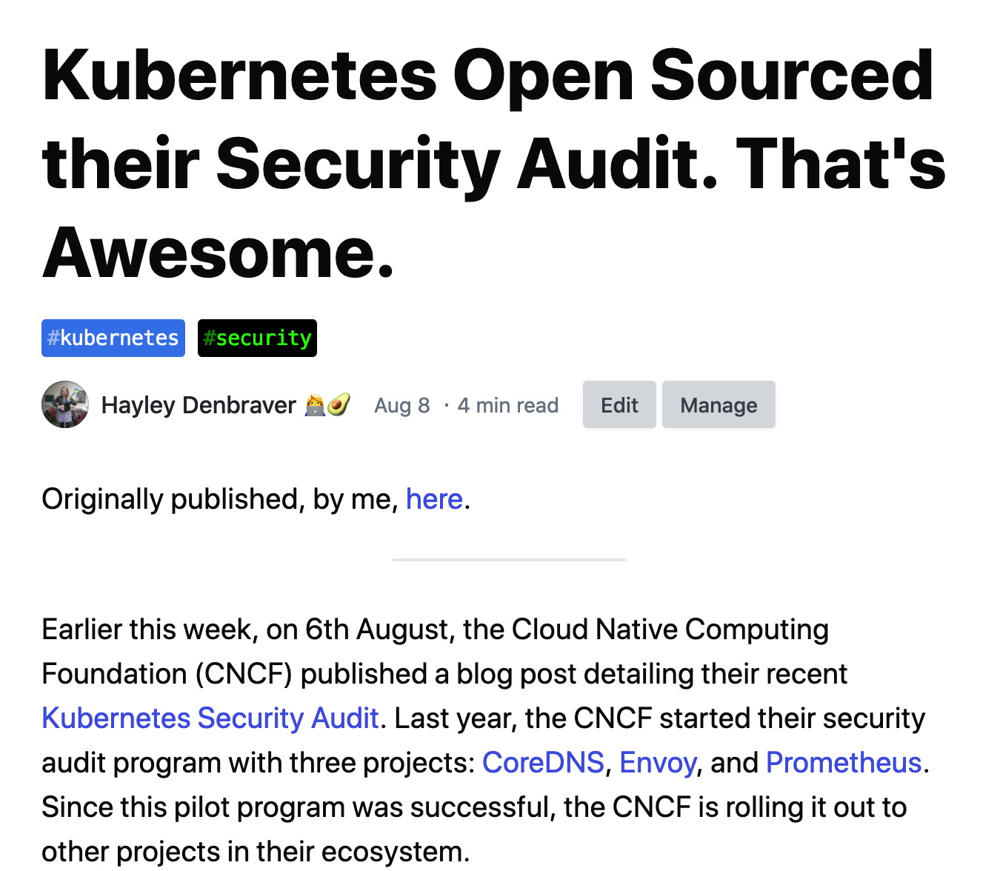 Kubernetes Open Sourced
their Security Audit. That's
Awesome.
#kubernetes #security
Hayley Denbraver 👩‍💻🥑 Aug 8 · 4 min read Edit Manage
Originally published, by me, here.
Earlier this week, on 6th August, the Cloud Native Computing
Foundation (CNCF) published a blog post detailing their recent
Kubernetes Security Audit. Last year, the CNCF started their security
audit program with three projects: CoreDNS, Envoy, and Prometheus.
Since this pilot program was successful, the CNCF is rolling it out to
other projects in their ecosystem.